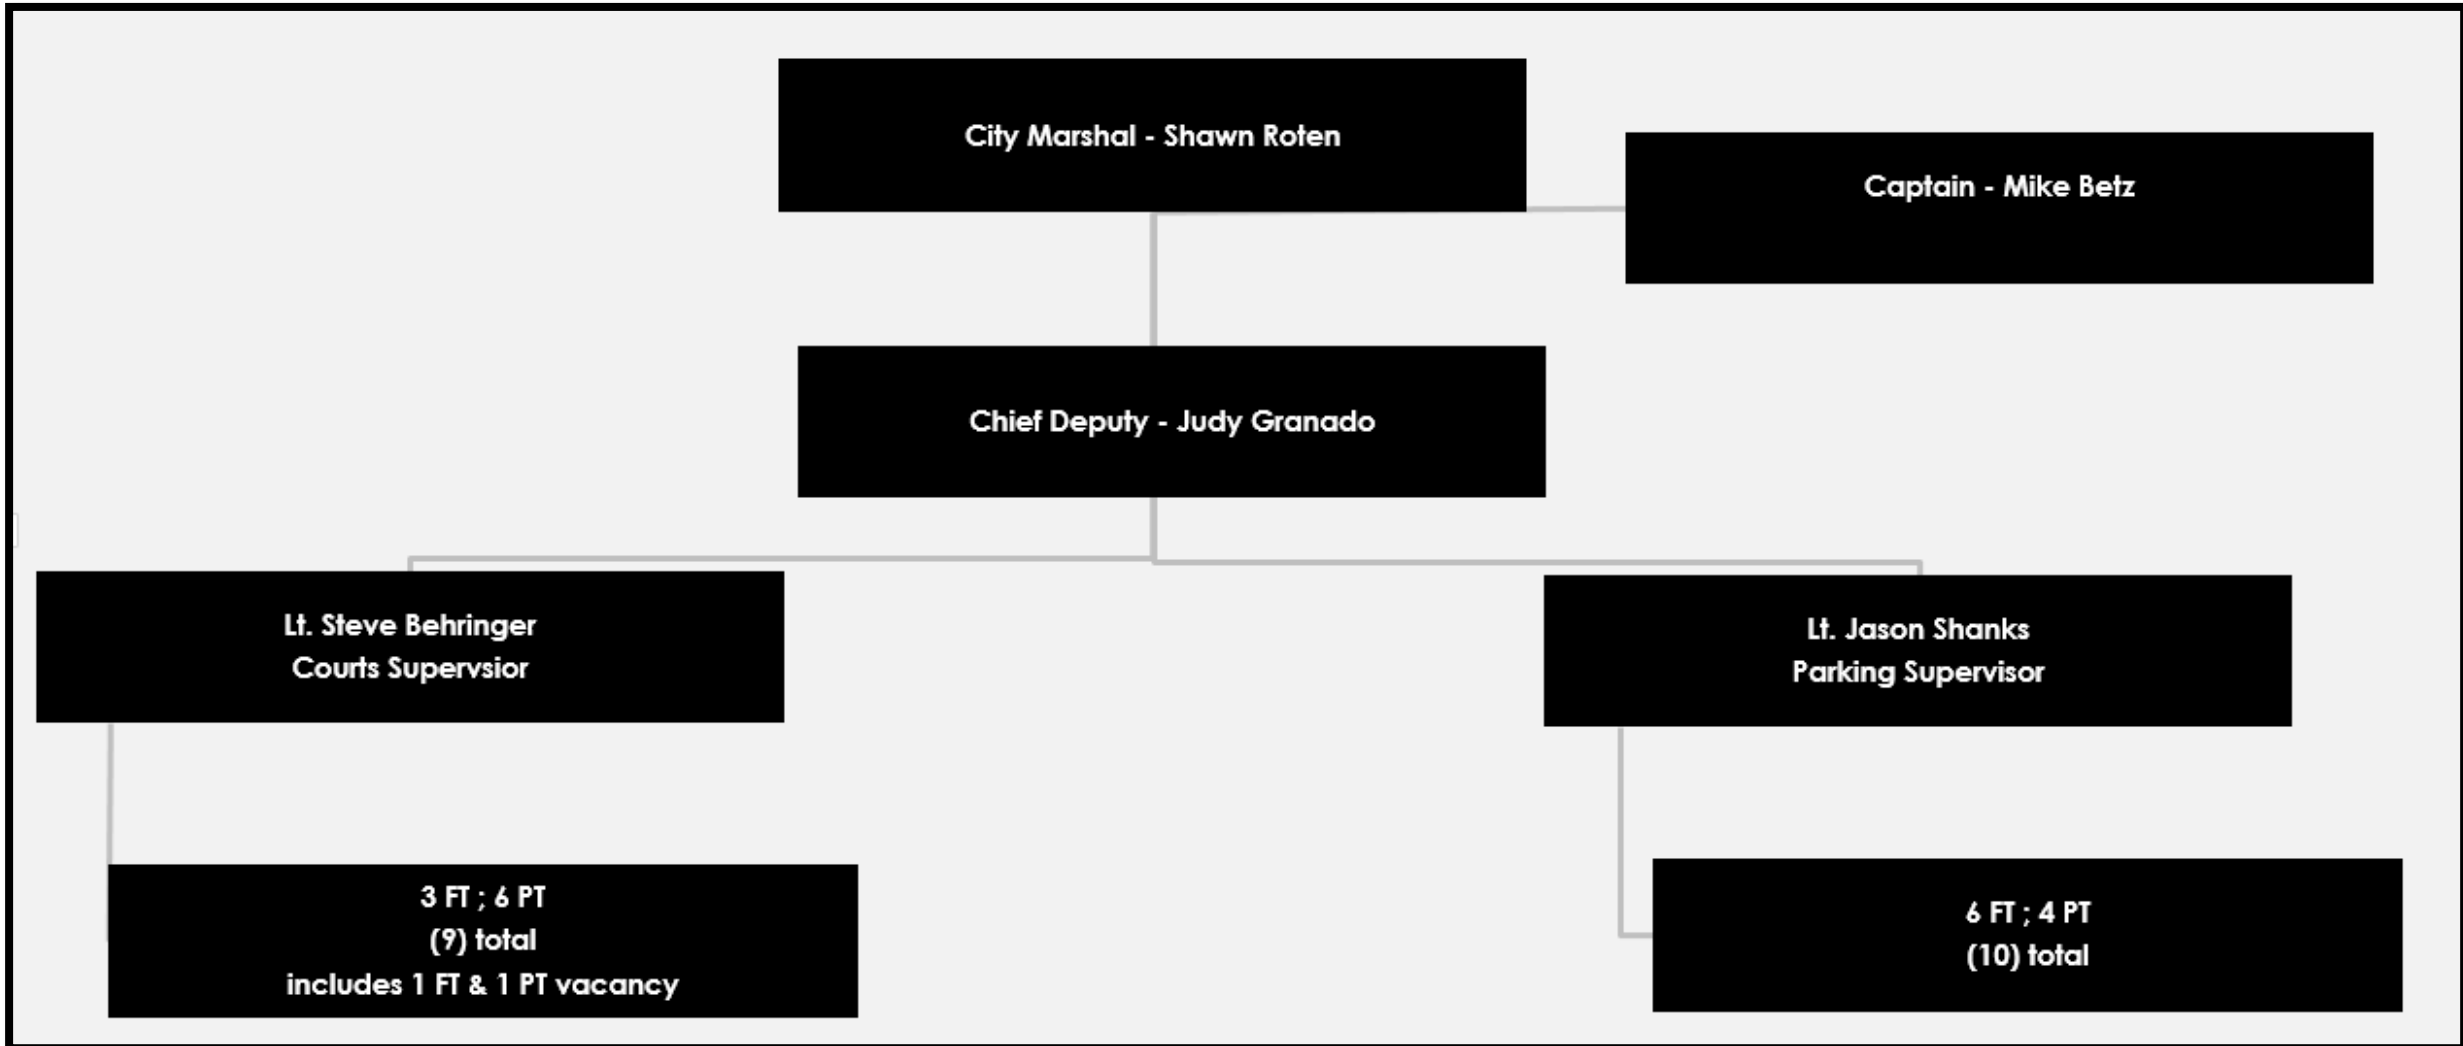 City Marshal - Shawn Roten
Captain - Mike Betz
Chief Deputy - Judy Granado
Lt. Steve Behringer
Courts Supervsior
Lt. Jason Shanks
Parking Supervisor
3 FT ; 6 PT
(9) total
includes 1 FT & 1 PT vacancy
6 FT ; 4 PT
(10) total